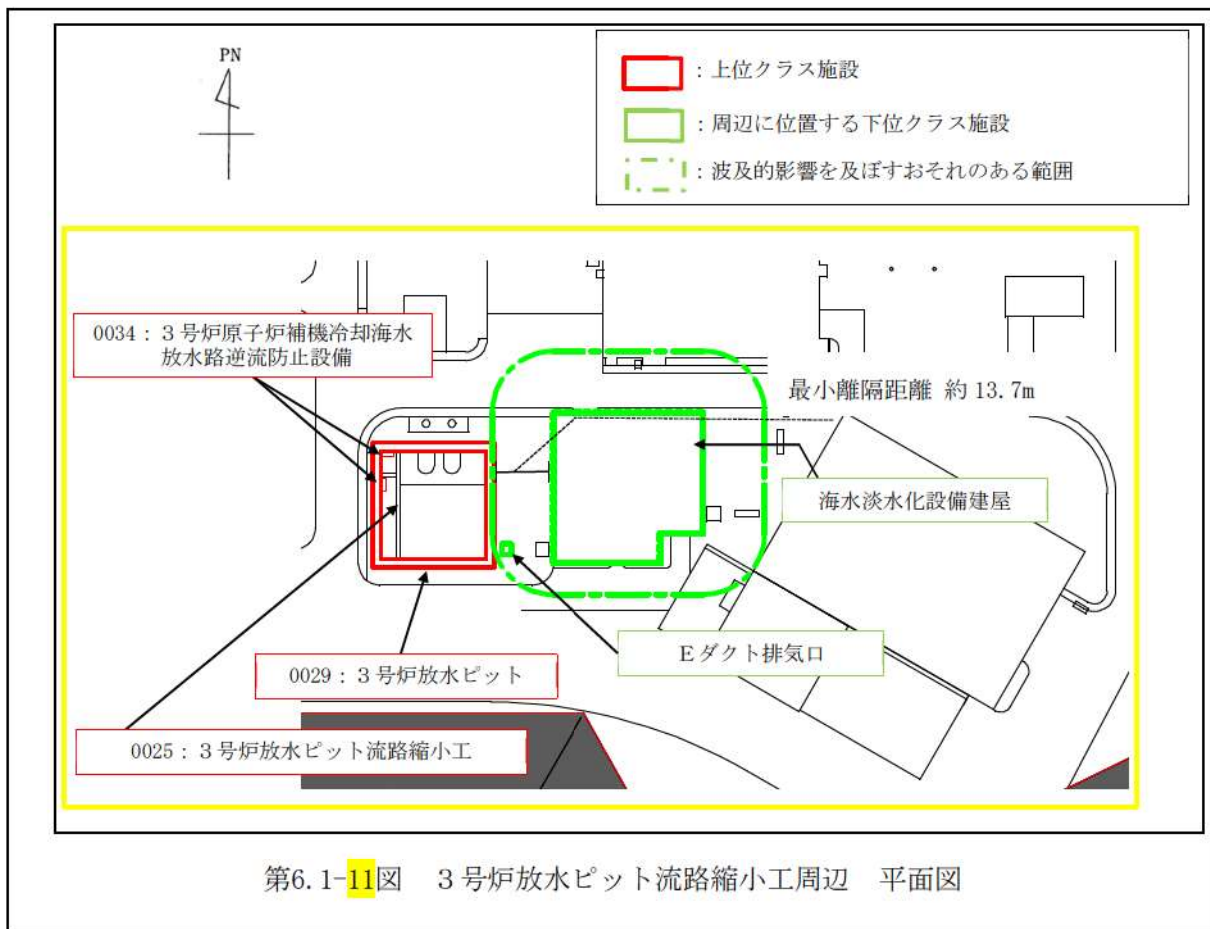 PN
：上位クラス施設
：周辺に位置する下位クラス施設
：波及的影響を及ぼすおそれのある範囲
0034：３号炉原子炉補機冷却海水
放水路逆流防止設備
最小離隔距離 約 13.7m
海水淡水化設備建屋
Ｅダクト排気口
0029：３号炉放水ピット
0025：３号炉放水ピット流路縮小工
第6.1-11図　３号炉放水ピット流路縮小工周辺　平面図